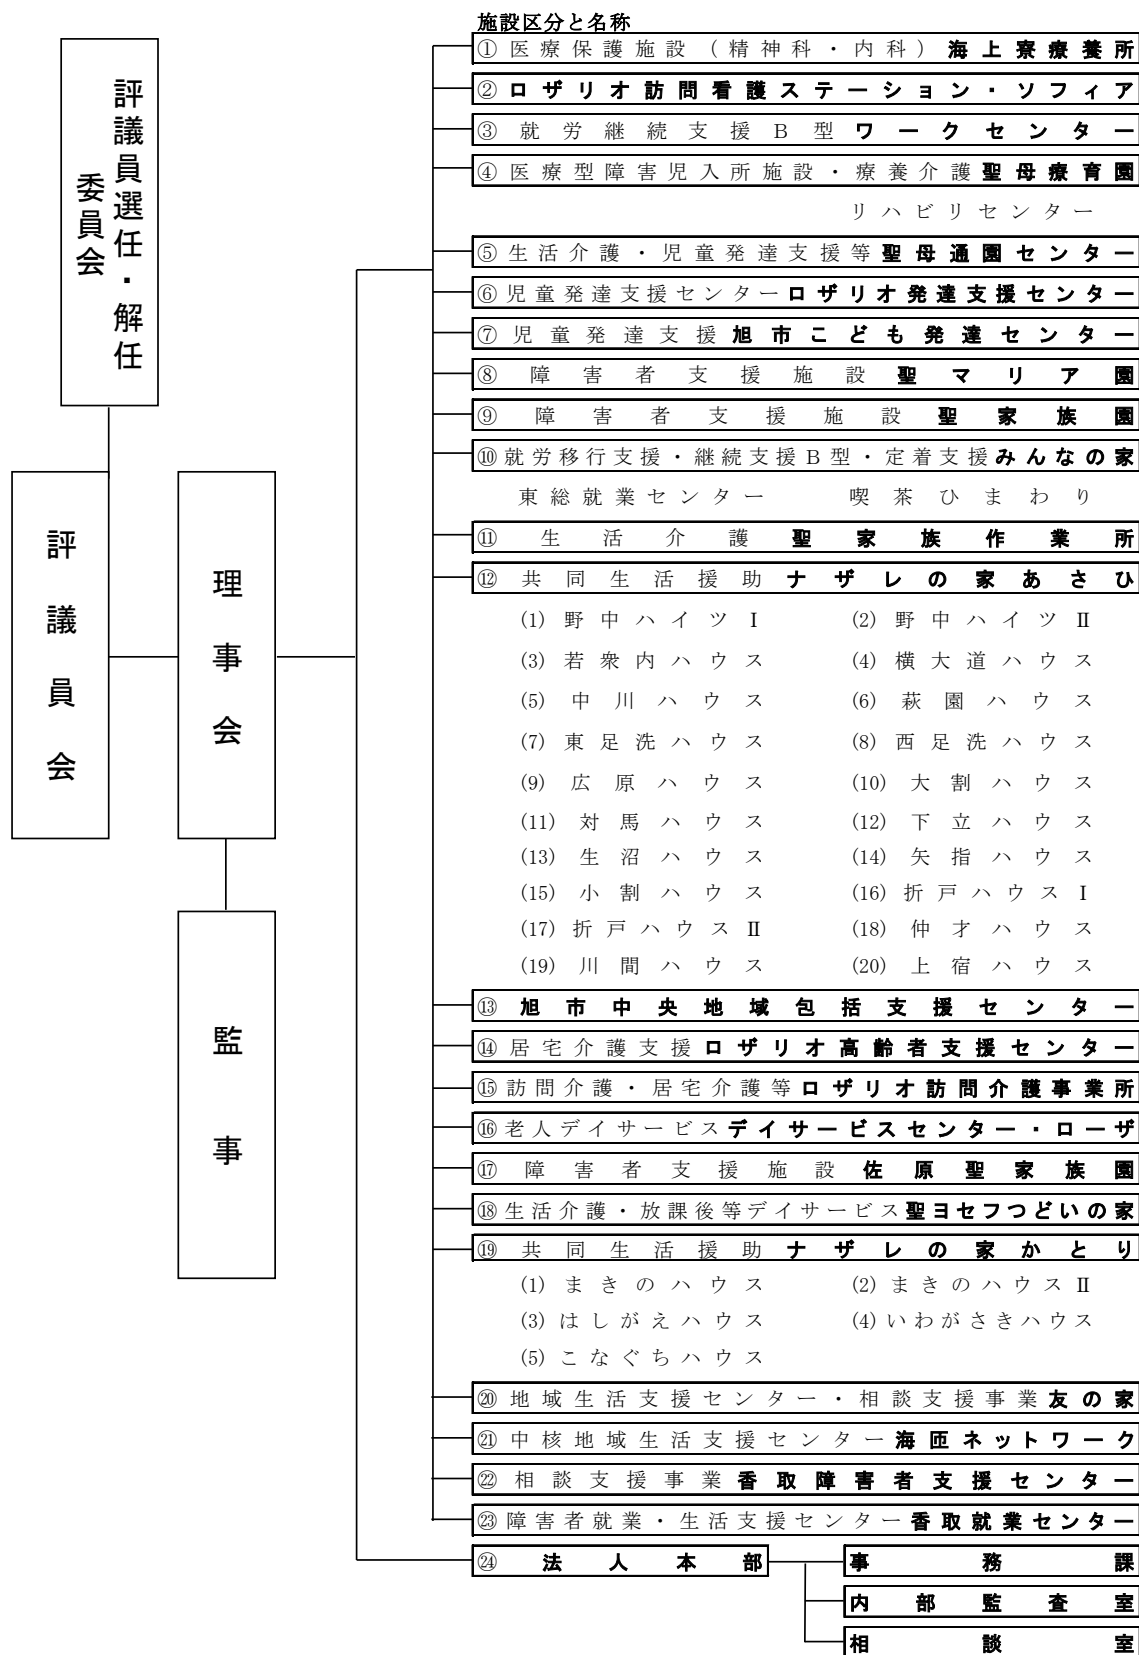 施設区分と名称
評議員選任・解任
委員会
評議員会
理事会
監事
①医療保護施設(精神科・内科)海上寮療養所
②ロザリオ訪問看護ステーション・ソフィア
③就労継続支援B型ワークセンター
④医療型障害児入所施設・療養介護聖母療育園
リハビリセンター
⑤生活介護・児童発達支援等聖母通園センター
⑥児童発達支援センターロザリオ発達支援センター
⑦児童発達支援旭市こども発達センター
⑧障害者支援施設聖マリア園
⑨障害者支援施設聖家族園
⑩就労移行支援・継続支援B型・定着支援みんなの家
東総就業センター 喫茶ひまわり
⑪生活介護聖家族作業所
⑫共同生活援助ナザレの家あさひ
(1) 野中ハイツⅠ (2) 野中ハイツⅡ
(3) 若衆内ハウス (4) 横大道ハウス
(5) 中川ハウス (6) 萩園ハウス
(7) 東足洗ハウス (8) 西足洗ハウス
(9) 広原ハウス (10) 大割ハウス
(11) 対馬ハウス (12) 下立ハウス
(13) 生沼ハウス (14) 矢指ハウス
(15) 小割ハウス (16) 折戸ハウスⅠ
(17) 折戸ハウスⅡ (18) 仲才ハウス
(19) 川間ハウス (20) 上宿ハウス
⑬旭市中央地域包括支援センター
⑭居宅介護支援ロザリオ高齢者支援センター
⑮訪問介護・居宅介護等ロザリオ訪問介護事業所
⑯老人デイサービスデイサービスセンター・ローザ
⑰障害者支援施設佐原聖家族園
⑱生活介護・放課後等デイサービス聖ヨセフつどいの家
⑲共同生活援助ナザレの家かとり
(1) まきのハウス (2) まきのハウスⅡ
(3) はしがえハウス (4) いわがさきハウス
(5) こなぐちハウス
⑳地域生活支援センター・相談支援事業友の家
㉑中核地域生活支援センター海匝ネットワーク
㉒相談支援事業香取障害者支援センター
㉓障害者就業・生活支援センター香取就業センター
㉔法人本部 事務課
内部監査室
相談室